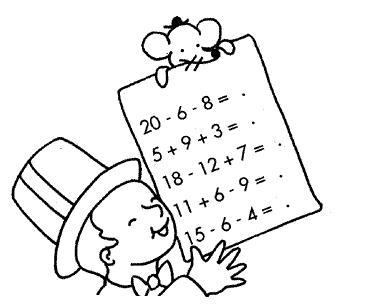 20 - 6 - 8 = .
5 + 9 + 3 = .
18 - 12 + 7 = .
11 + 6 - 9 = .
15 - 6 - 4 = .